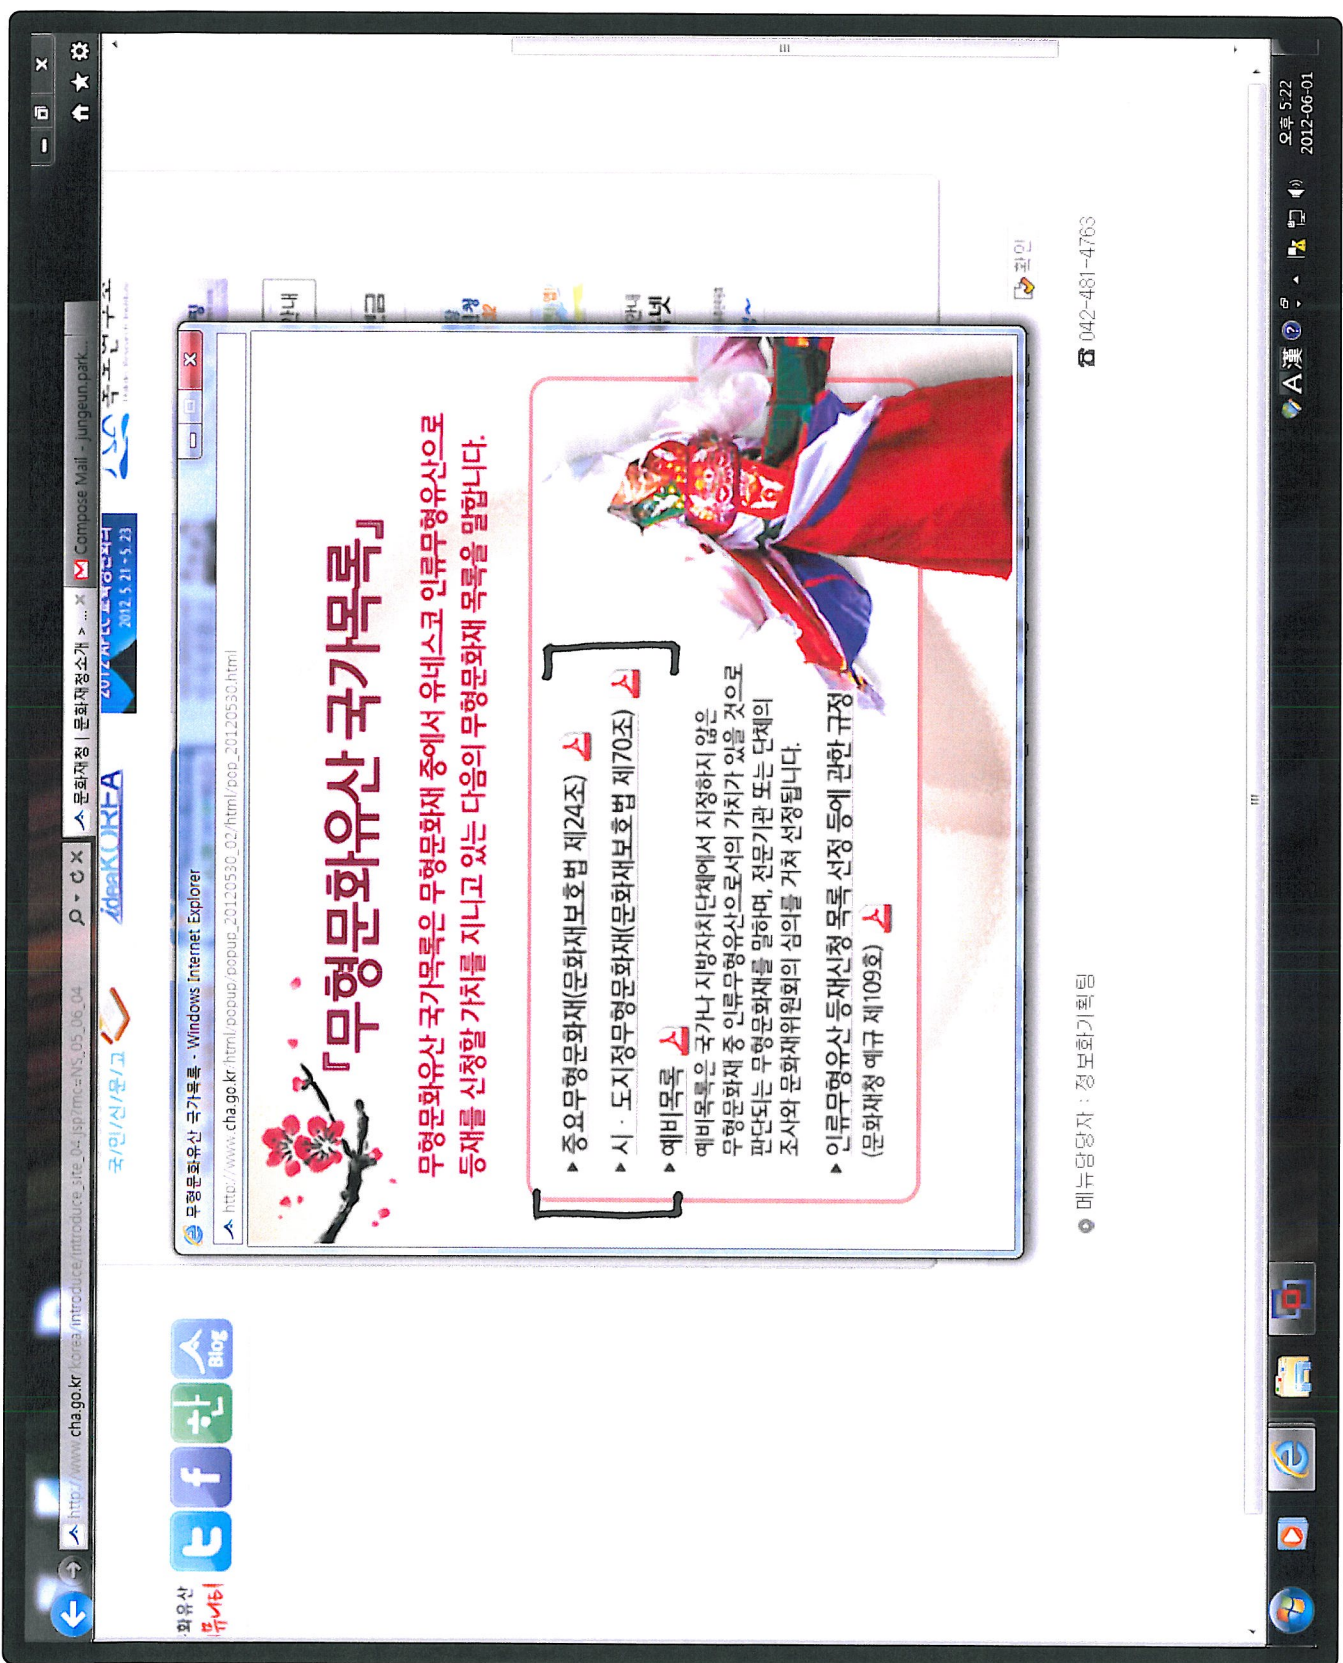 http://www.cha.go.kr/korea/introduce/introduce_site_04.jsp?mc=NS_05_06_04
문화재청 | 문화재청소개 > ...
Compose Mail - jungeun.park...
국/민/신/문/고
ideaKOREA
2012. 5. 21 - 5. 23
화유산
Blog
무형문화유산 국가목록 - Windows Internet Explorer
http://www.cha.go.kr/html/popup/popup_20120530_02/html/pop_20120530.html
『무형문화유산 국가목록』
무형문화유산 국가목록은 무형문화재 중에서 유네스코 인류무형유산으로
등재를 신청할 가치를 지니고 있는 다음의 무형문화재 목록을 말합니다.
▸ 중요무형문화재(문화재보호법 제24조)
▸ 시 · 도지정무형문화재(문화재보호법 제70조)
▸ 예비목록
예비목록은 국가나 지방자치단체에서 지정하지 않은
무형문화재 중 인류무형유산으로서의 가치가 있을 것으로
판단되는 무형문화재를 말하며, 전문기관 또는 단체의
조사와 문화재위원회의 심의를 거쳐 선정됩니다.
▸ 인류무형유산 등재신청 목록 선정 등에 관한 규정
(문화재청 예규 제109호)
안내
넷
확인
메뉴담당자 : 정보화기획팀
☎ 042-481-4763
A 漢
오후 5:22
2012-06-01